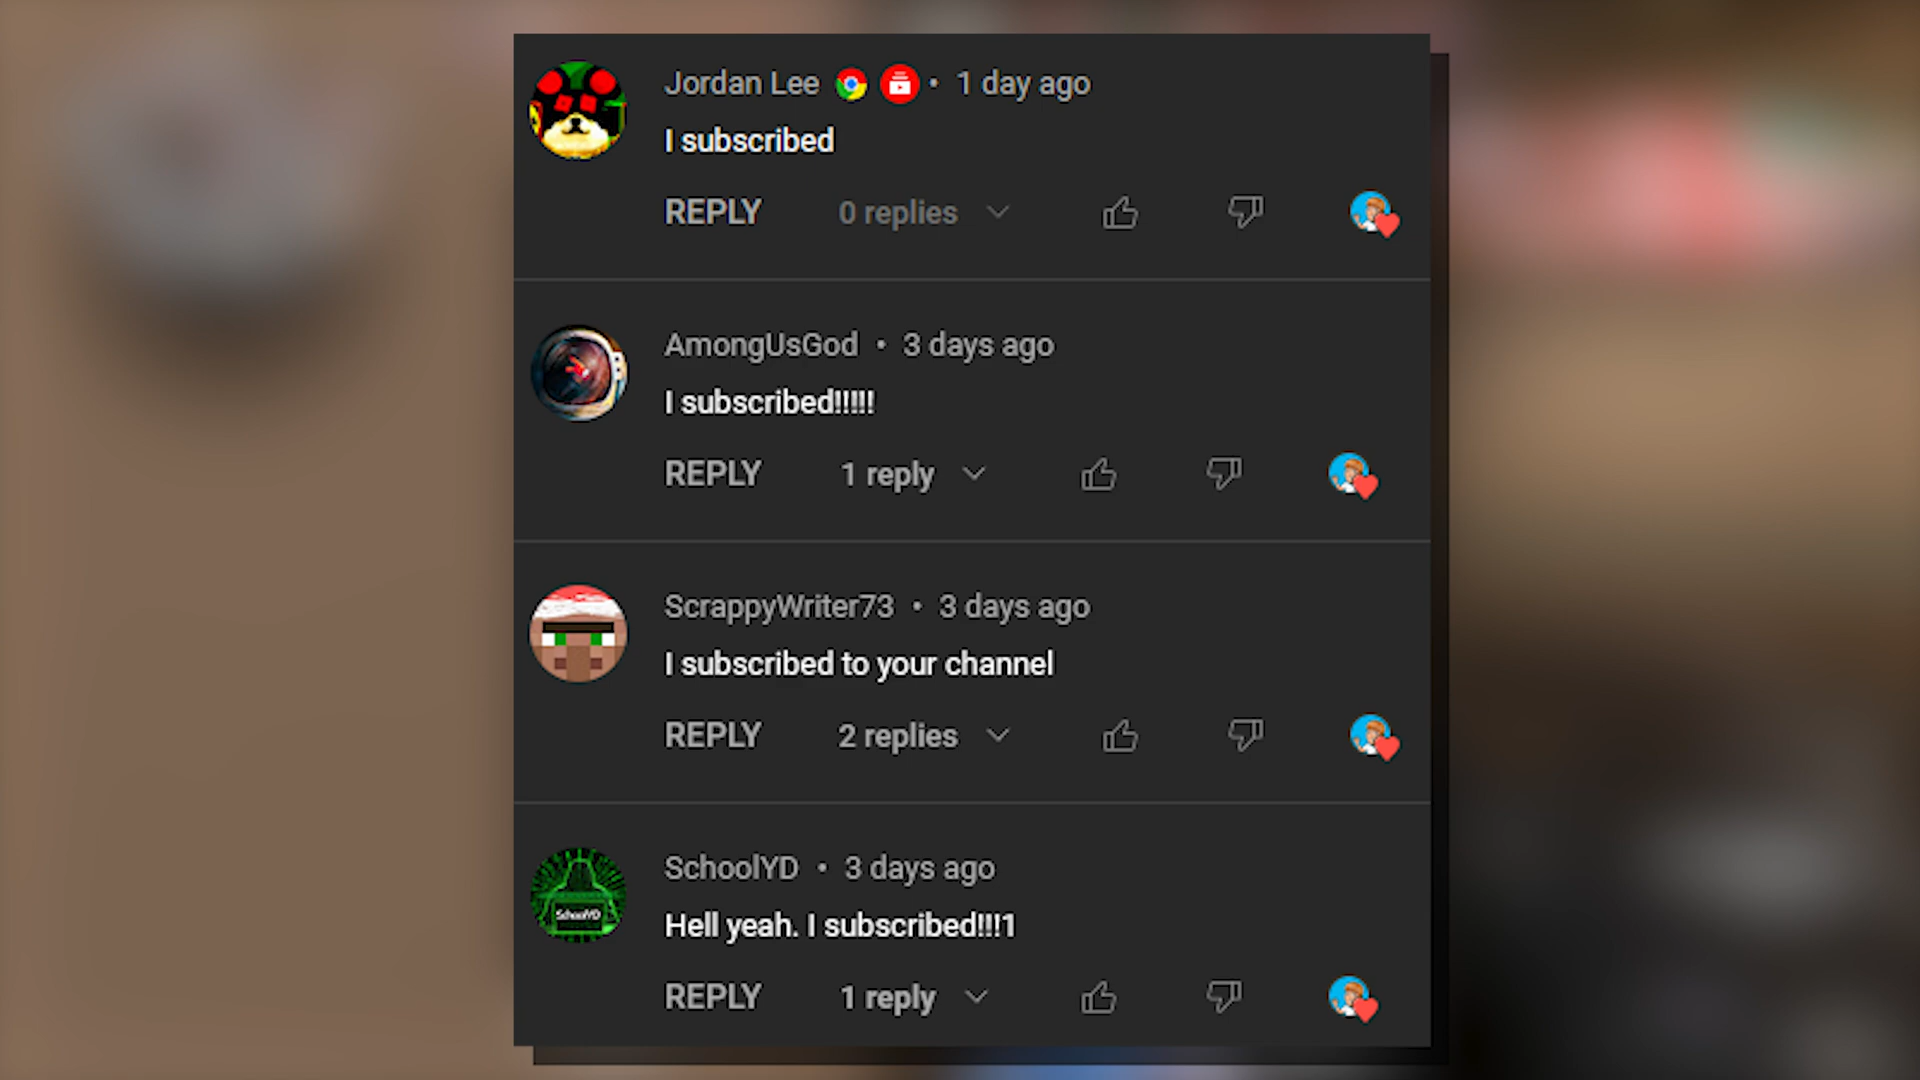 Jordan Lee • 1 day ago
I subscribed
REPLY 0 replies
AmongUsGod • 3 days ago
I subscribed!!!!!
REPLY 1 reply
ScrappyWriter73 • 3 days ago
I subscribed to your channel
REPLY 2 replies
SchoolYD • 3 days ago
SchoolYD
Hell yeah. I subscribed!!!1
REPLY 1 reply